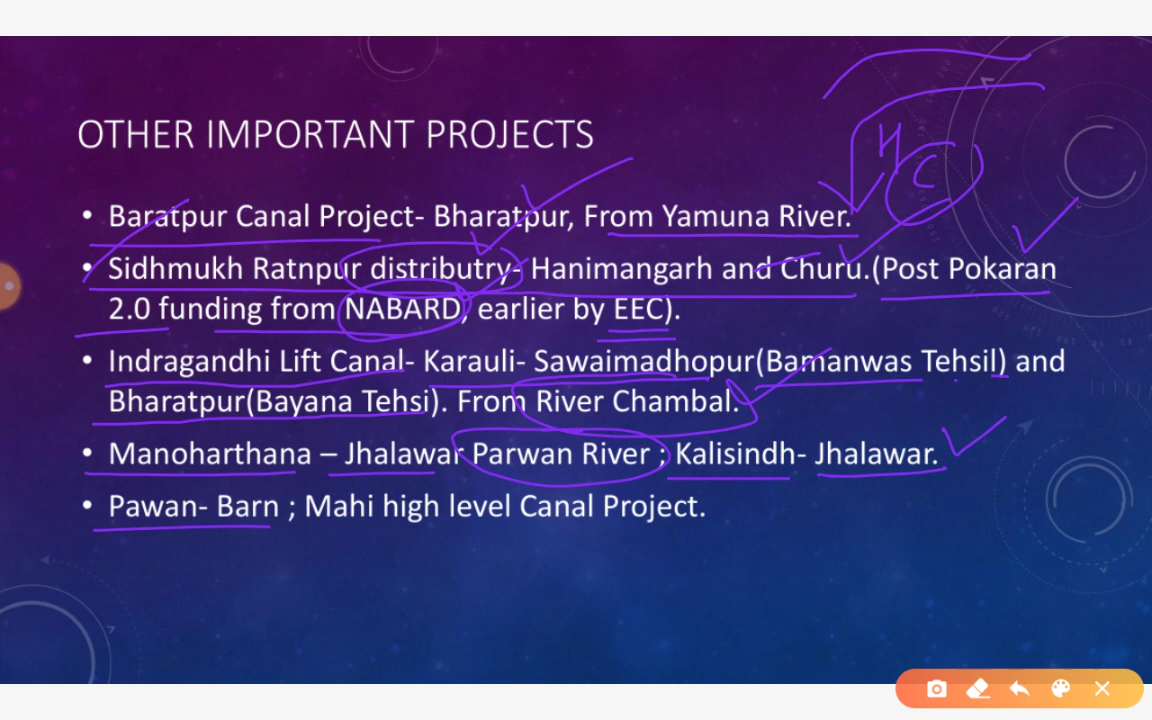 OTHER IMPORTANT PROJECTS
H
C
• Baratpur Canal Project- Bharatpur, From Yamuna River.
• Sidhmukh Ratnpur distributry- Hanimangarh and Churu.(Post Pokaran
2.0 funding from NABARD, earlier by EEC).
• Indragandhi Lift Canal- Karauli- Sawaimadhopur(Bamanwas Tehsil) and
Bharatpur(Bayana Tehsi). From River Chambal.
• Manoharthana – Jhalawar Parwan River ; Kalisindh- Jhalawar.
• Pawan- Barn ; Mahi high level Canal Project.